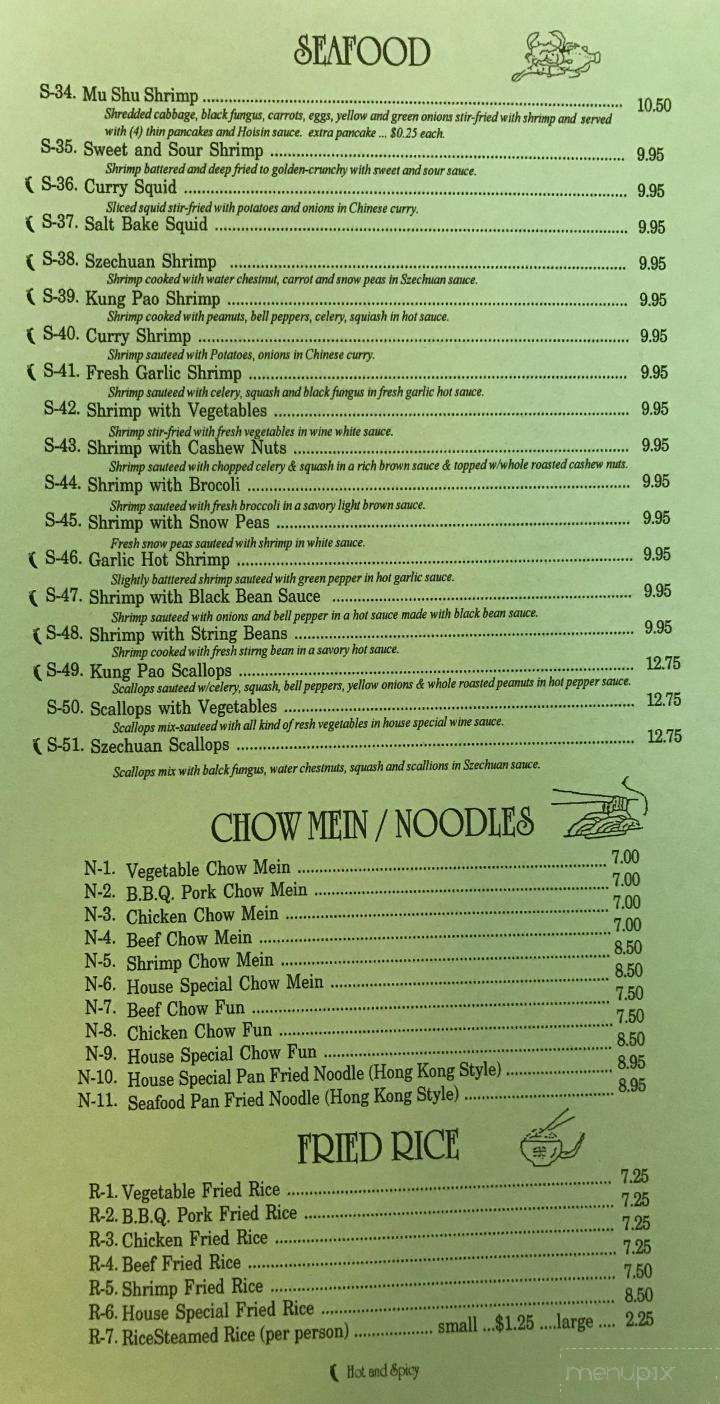 SEAFOOD
S-34. Mu Shu Shrimp ........ 10.50
Shredded cabbage, black fungus, carrots, eggs, yellow and green onions stir-fried with shrimp and served
with (4) thin pancakes and Hoisin sauce. extra pancake ... $0.25 each.
S-35. Sweet and Sour Shrimp ........ 9.95
Shrimp battered and deep fried to golden-crunchy with sweet and sour sauce.
S-36. Curry Squid ........ 9.95
Sliced squid stir-fried with potatoes and onions in Chinese curry.
S-37. Salt Bake Squid ........ 9.95
S-38. Szechuan Shrimp ........ 9.95
Shrimp cooked with water chestnut, carrot and snow peas in Szechuan sauce.
S-39. Kung Pao Shrimp ........ 9.95
Shrimp cooked with peanuts, bell peppers, celery, squiash in hot sauce.
S-40. Curry Shrimp ........ 9.95
Shrimp sauteed with Potatoes, onions in Chinese curry.
S-41. Fresh Garlic Shrimp ........ 9.95
Shrimp sauteed with celery, squash and black fungus in fresh garlic hot sauce.
S-42. Shrimp with Vegetables ........ 9.95
Shrimp stir-fried with fresh vegetables in wine white sauce.
S-43. Shrimp with Cashew Nuts ........ 9.95
Shrimp sauteed with chopped celery & squash in a rich brown sauce & topped w/whole roasted cashew nuts.
S-44. Shrimp with Brocoli ........ 9.95
Shrimp sauteed with fresh broccoli in a savory light brown sauce.
S-45. Shrimp with Snow Peas ........ 9.95
Fresh snow peas sauteed with shrimp in white sauce.
S-46. Garlic Hot Shrimp ........ 9.95
Slightly batttered shrimp sauteed with green pepper in hot garlic sauce.
S-47. Shrimp with Black Bean Sauce ........ 9.95
Shrimp sauteed with onions and bell pepper in a hot sauce made with black bean sauce.
S-48. Shrimp with String Beans ........ 9.95
Shrimp cooked with fresh stirng bean in a savory hot sauce.
S-49. Kung Pao Scallops ........ 12.75
Scallops sauteed w/celery, squash, bell peppers, yellow onions & whole roasted peanuts in hot pepper sauce.
S-50. Scallops with Vegetables ........ 12.75
Scallops mix-sauteed with all kind of resh vegetables in house special wine sauce.
S-51. Szechuan Scallops ........ 12.75
Scallops mix with balck fungus, water chestnuts, squash and scallions in Szechuan sauce.
CHOW MEIN / NOODLES
N-1. Vegetable Chow Mein ........ 7.00
N-2. B.B.Q. Pork Chow Mein ........ 7.00
N-3. Chicken Chow Mein ........ 7.00
N-4. Beef Chow Mein ........ 7.00
N-5. Shrimp Chow Mein ........ 8.50
N-6. House Special Chow Mein ........ 8.50
N-7. Beef Chow Fun ........ 7.50
N-8. Chicken Chow Fun ........ 7.50
N-9. House Special Chow Fun ........ 8.50
N-10. House Special Pan Fried Noodle (Hong Kong Style) ........ 8.95
N-11. Seafood Pan Fried Noodle (Hong Kong Style) ........ 8.95
FRIED RICE
R-1. Vegetable Fried Rice ........ 7.25
R-2. B.B.Q. Pork Fried Rice ........ 7.25
R-3. Chicken Fried Rice ........ 7.25
R-4. Beef Fried Rice ........ 7.25
R-5. Shrimp Fried Rice ........ 7.50
R-6. House Special Fried Rice ........ 8.50
R-7. RiceSteamed Rice (per person) ........ small ...$1.25 ....large .... 2.25
Hot and Spicy
menupix